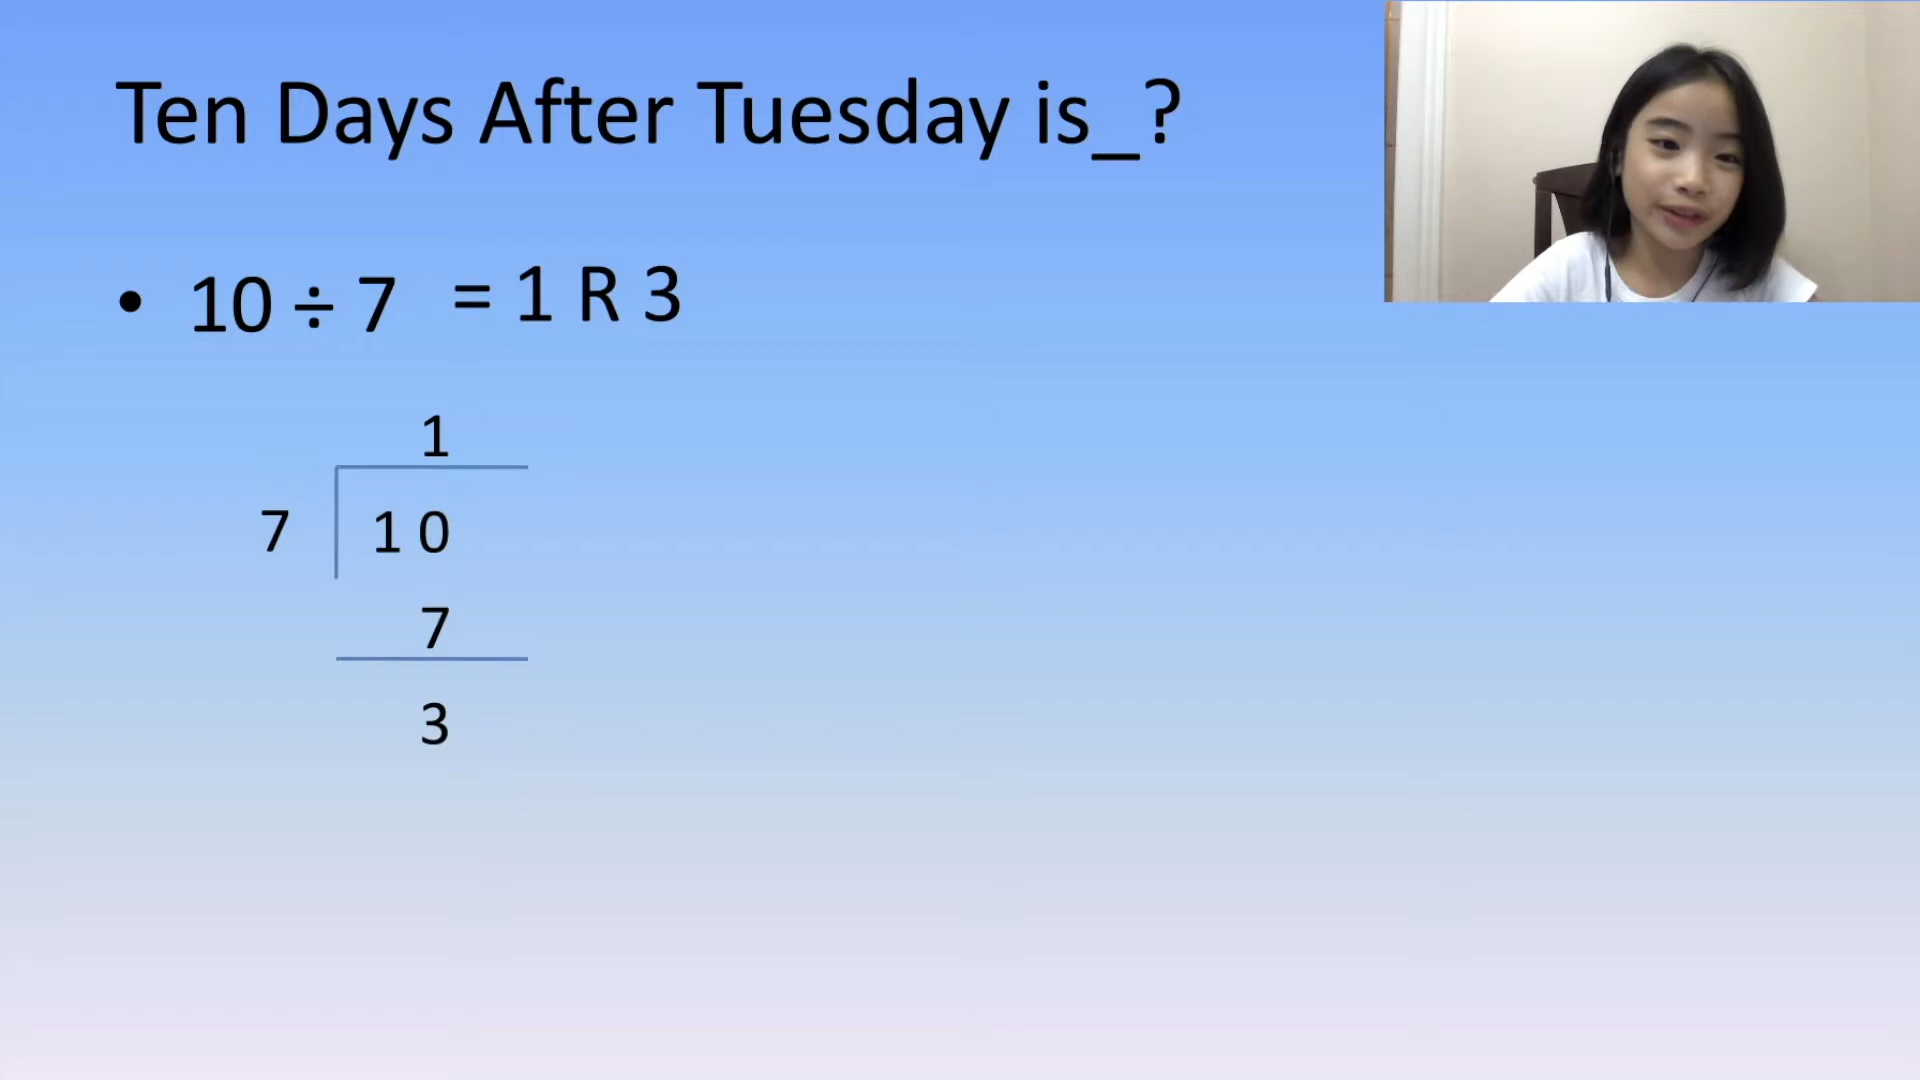 Ten Days After Tuesday is_?
• 10 ÷ 7 = 1 R 3
1
7 1 0
7
3